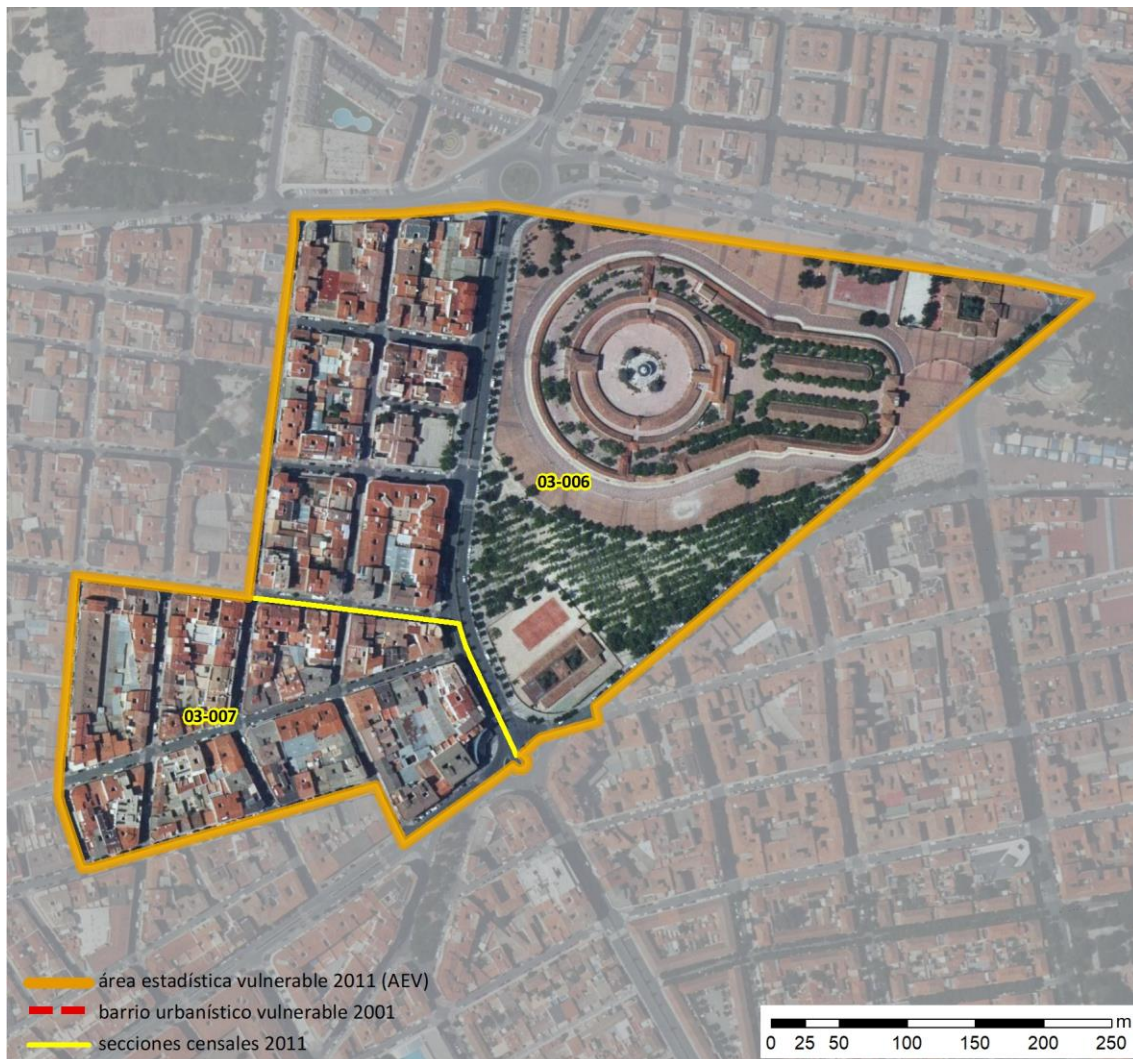 03-006
03-007
área estadística vulnerable 2011 (AEV)
barrio urbanístico vulnerable 2001
secciones censales 2011
m
0 25 50 100 150 200 250